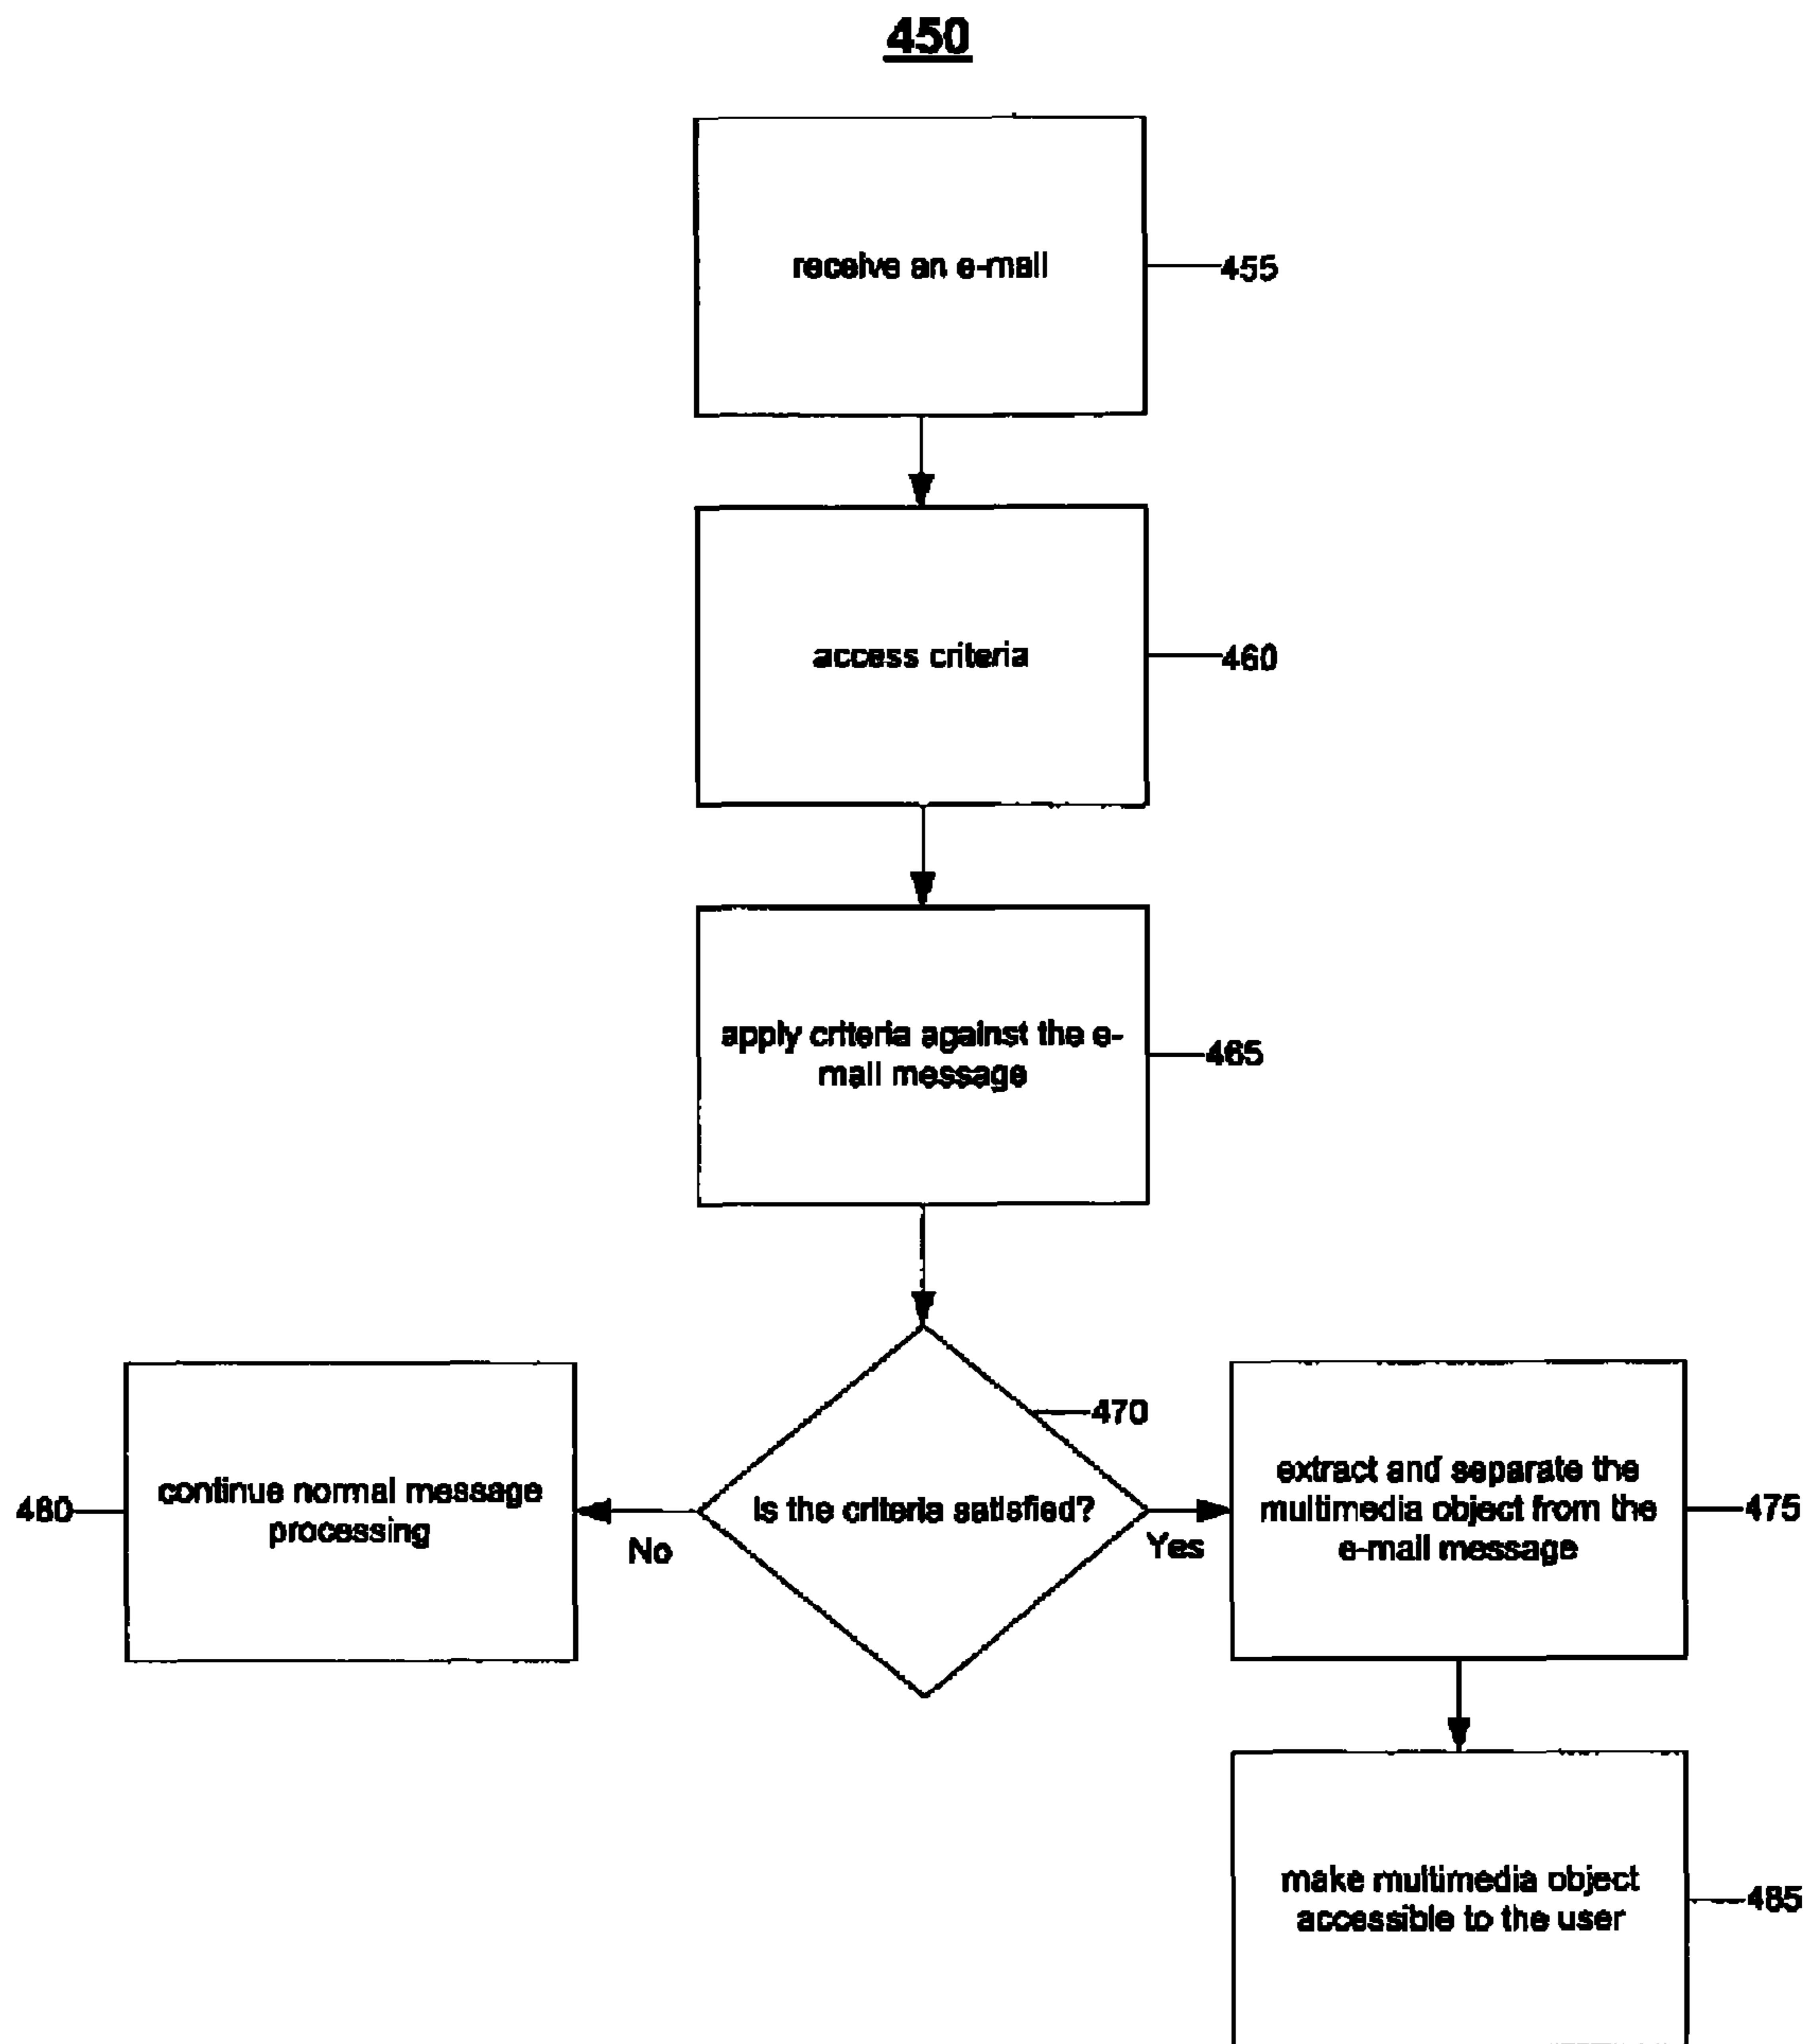 450
receive an e-mail
455
access criteria
460
apply criteria against the e-
mail message
465
470
continue normal message
processing
480
Is the criteria satisfied?
No
Yes
extract and separate the
multimedia object from the
e-mail message
475
make multimedia object
accessible to the user
485